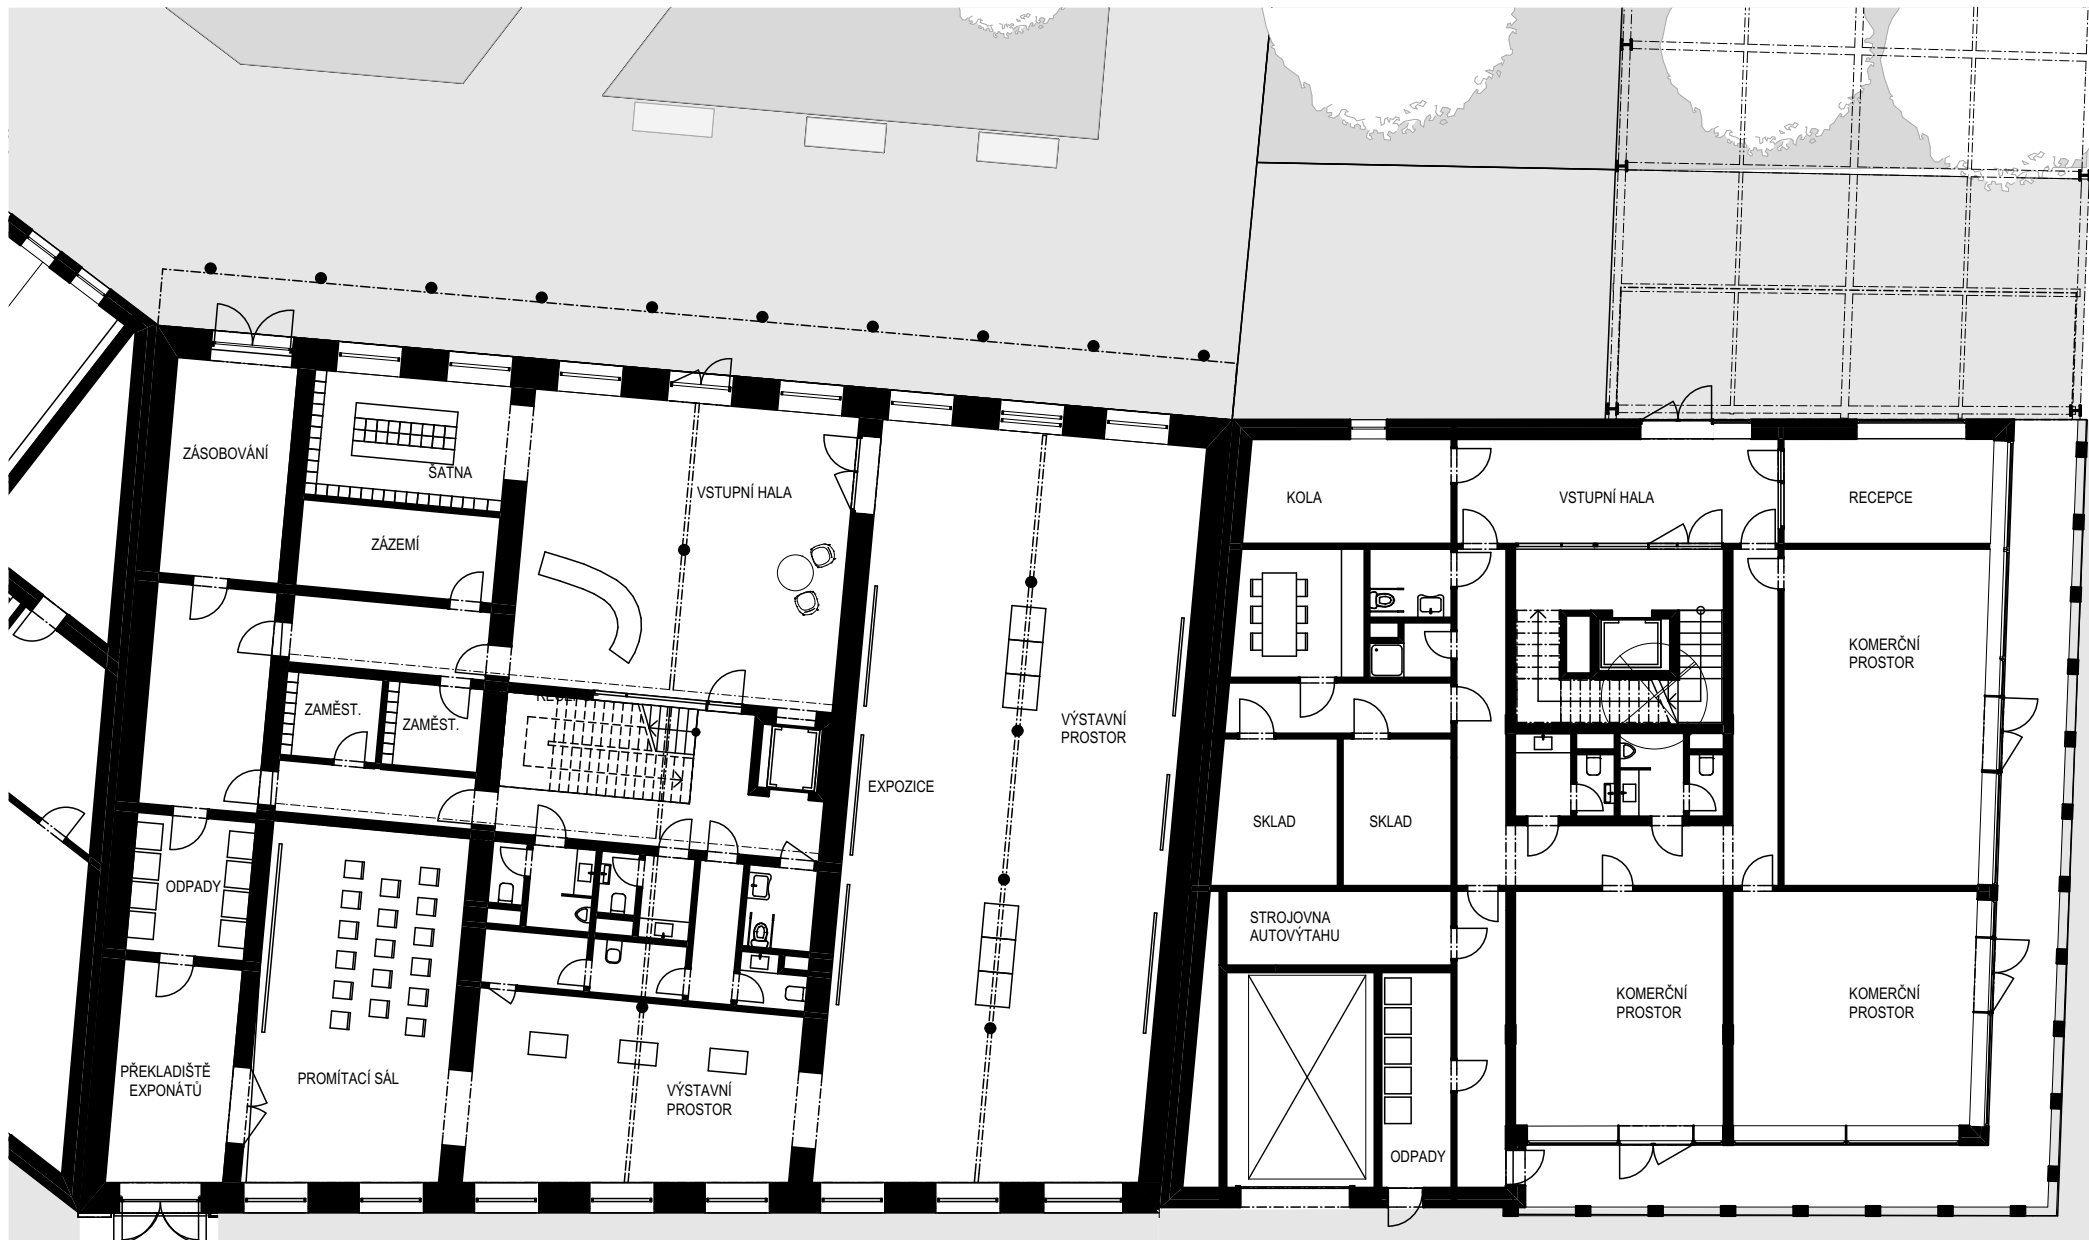 ZÁSOBOVÁNÍ
ŠATNA
VSTUPNÍ HALA
ZÁZEMÍ
KOLA
VSTUPNÍ HALA
RECEPCE
KOMERČNÍ
PROSTOR
ZAMĚST.
ZAMĚST.
VÝSTAVNÍ
PROSTOR
EXPOZICE
SKLAD
SKLAD
ODPADY
STROJOVNA
AUTOVÝTAHU
KOMERČNÍ
PROSTOR
KOMERČNÍ
PROSTOR
PŘEKLADIŠTĚ
EXPONÁTŮ
PROMÍTACÍ SÁL
VÝSTAVNÍ
PROSTOR
ODPADY